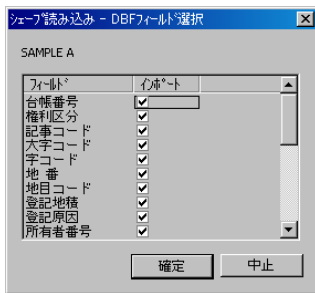 シェープ読み込み - DBFフィールド選択
SAMPLE A
フィールド インポート
台帳番号
権利区分
記事コード
大字コード
字コード
地 番
地目コード
登記地積
登記原因
所有者番号
確定 中止